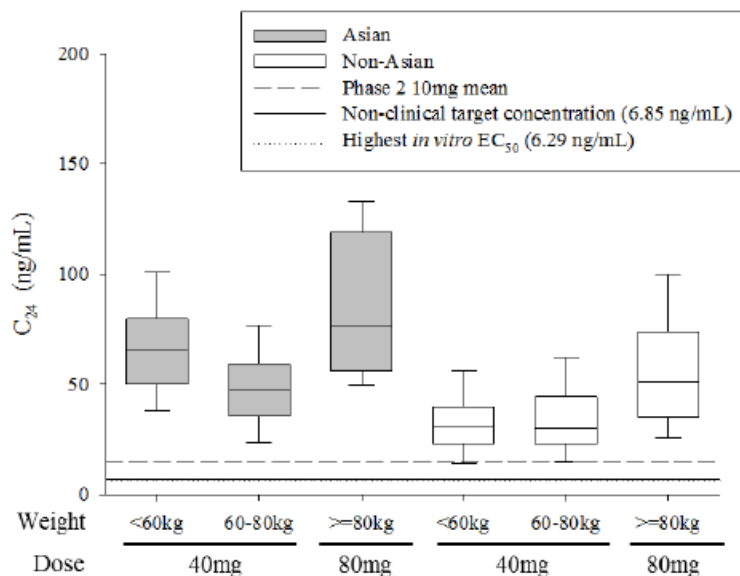 Asian
Non-Asian
Phase 2 10mg mean
Non-clinical target concentration (6.85 ng/mL)
Highest in vitro EC50 (6.29 ng/mL)
200
150
100
50
0
C24 (ng/mL)
Weight <60kg 60-80kg >=80kg <60kg 60-80kg >=80kg
Dose 40mg 80mg 40mg 80mg